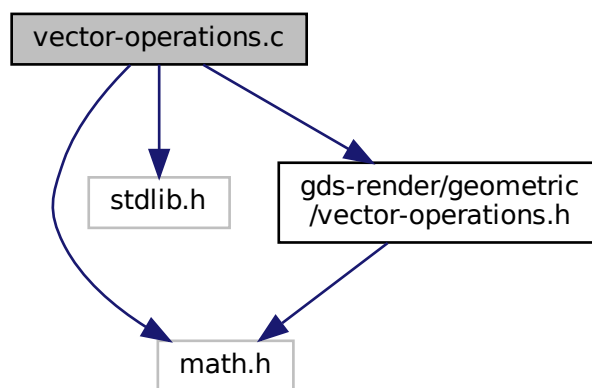 vector-operations.c
stdlib.h
gds-render/geometric
/vector-operations.h
math.h